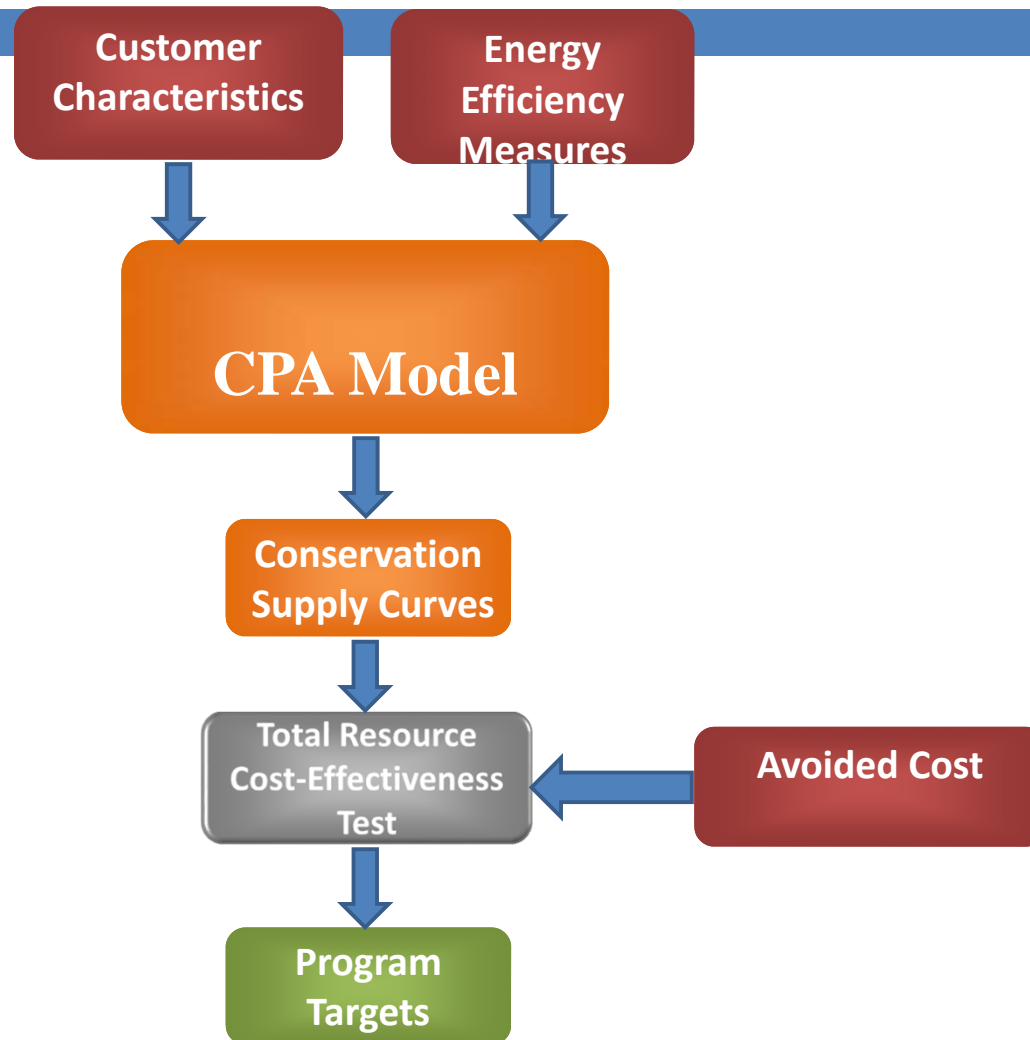 Customer
Characteristics
Energy
Efficiency
Measures
CPA Model
Conservation
Supply Curves
Total Resource
Cost-Effectiveness
Test
Avoided Cost
Program
Targets